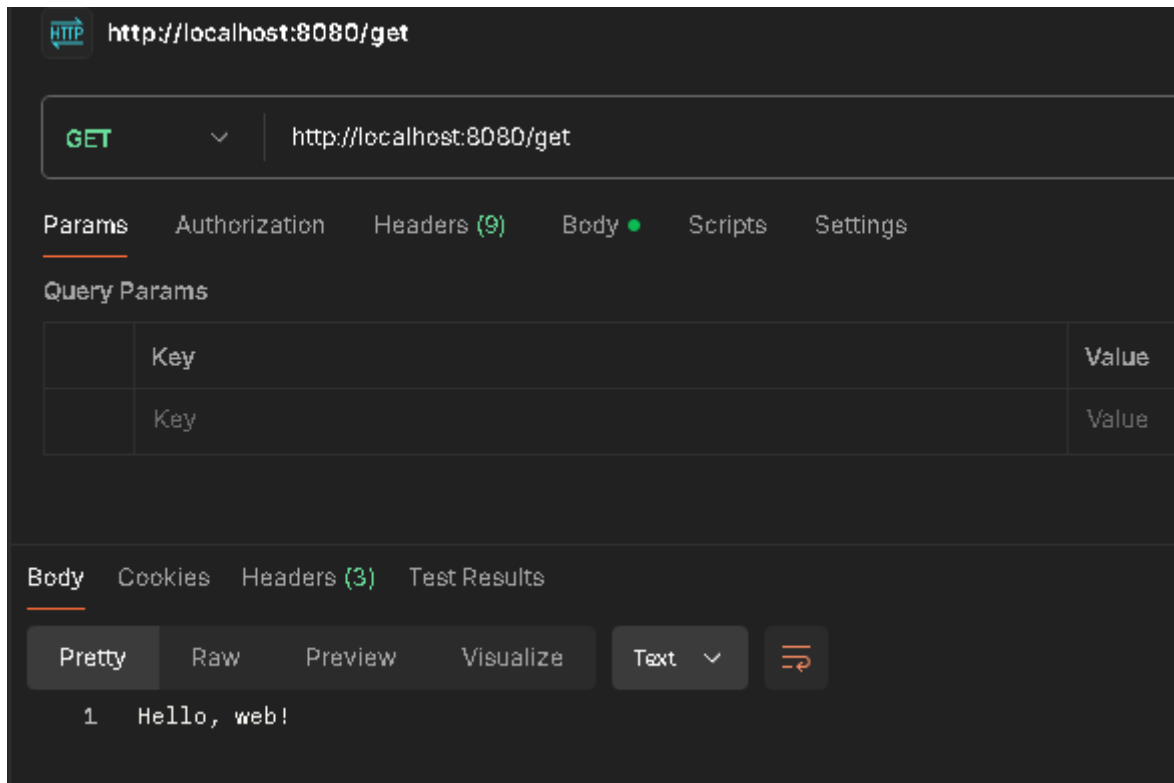 HTTP http://localhost:8080/get
GET http://localhost:8080/get
Params Authorization Headers (9) Body Scripts Settings
Query Params
Key Value
Key Value
Body Cookies Headers (3) Test Results
Pretty Raw Preview Visualize Text
1 Hello, web!